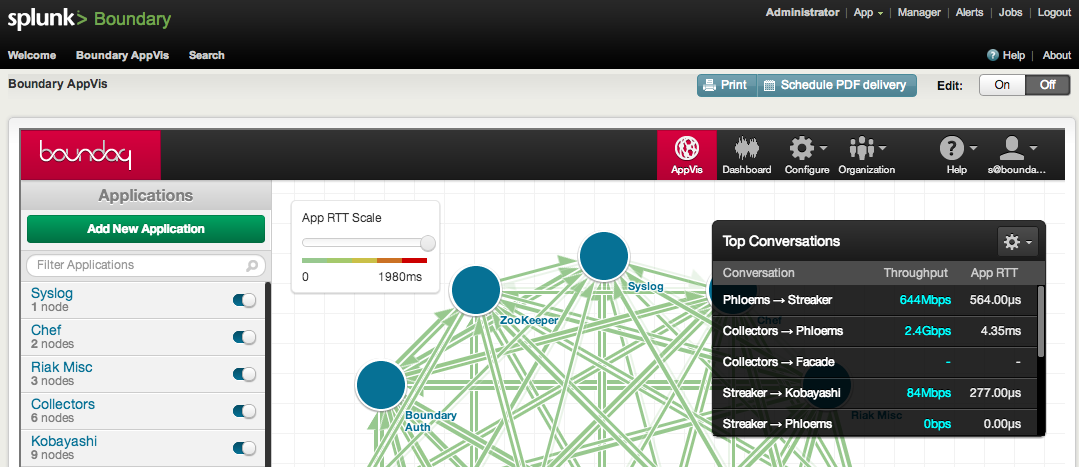 splunk> Boundary
Administrator | App | Manager | Alerts | Jobs | Logout
Welcome Boundary AppVis Search
? Help | About
Boundary AppVis
Print Schedule PDF delivery Edit: On Off
boundary
AppVis Dashboard Configure Organization ? Help s@bounda...
Applications
Add New Application
Filter Applications
Syslog
1 node
Chef
2 nodes
Riak Misc
3 nodes
Collectors
6 nodes
Kobayashi
9 nodes
App RTT Scale
0 1980ms
Syslog
ZooKeeper
Boundary
Auth
Chef
Riak Misc
Top Conversations
Conversation Throughput App RTT
Phloems → Streaker 644Mbps 564.00µs
Collectors → Phloems 2.4Gbps 4.35ms
Collectors → Facade - -
Streaker → Kobayashi 84Mbps 277.00µs
Streaker → Phloems 0bps 0.00µs